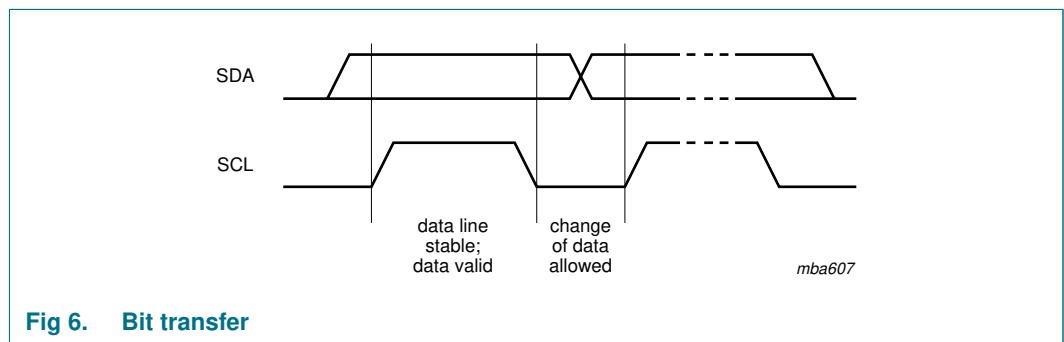 SDA
SCL
data line
stable;
data valid
change
of data
allowed
mba607
Fig 6. Bit transfer